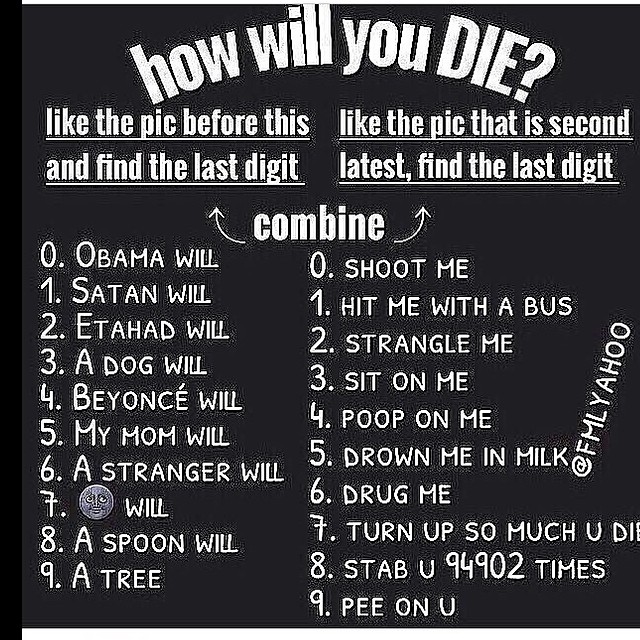 how will you DIE?
like the pic before this
and find the last digit
like the pic that is second
latest, find the last digit
combine
0. OBAMA WILL
1. SATAN WILL
2. ETAHAD WILL
3. A DOG WILL
4. BEYONCÉ WILL
5. MY MOM WILL
6. A STRANGER WILL
7. 🌚 WILL
8. A SPOON WILL
9. A TREE
0. SHOOT ME
1. HIT ME WITH A BUS
2. STRANGLE ME
3. SIT ON ME
4. POOP ON ME
5. DROWN ME IN MILK
6. DRUG ME
7. TURN UP SO MUCH U DIE
8. STAB U 94902 TIMES
9. PEE ON U
@FMLYAHOO